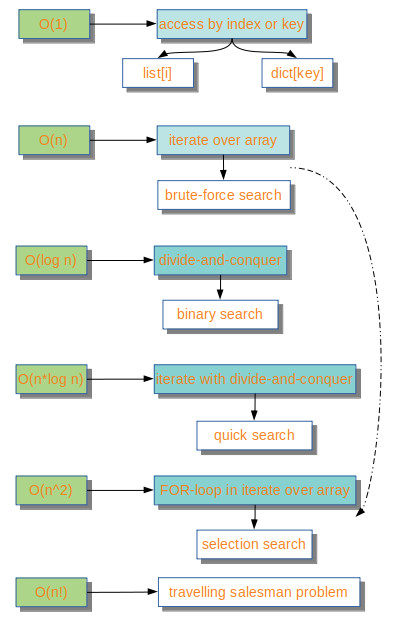 O(1)
access by index or key
list[i]
dict[key]
O(n)
iterate over array
brute-force search
O(log n)
divide-and-conquer
binary search
O(n*log n)
iterate with divide-and-conquer
quick search
O(n^2)
FOR-loop in iterate over array
selection search
O(n!)
travelling salesman problem